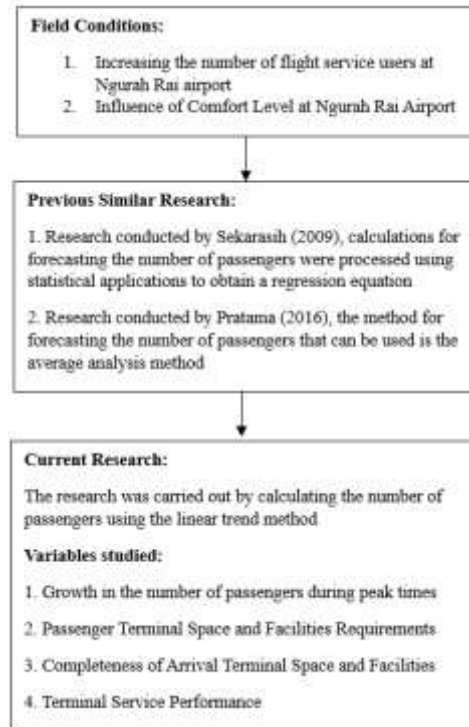 Field Conditions:
1. Increasing the number of flight service users at
Ngurah Rai airport
2. Influence of Comfort Level at Ngurah Rai Airport
Previous Similar Research:
1. Research conducted by Sekarasih (2009), calculations for
forecasting the number of passengers were processed using
statistical applications to obtain a regression equation
2. Research conducted by Pratama (2016), the method for
forecasting the number of passengers that can be used is the
average analysis method
Current Research:
The research was carried out by calculating the number of
passengers using the linear trend method
Variables studied:
1. Growth in the number of passengers during peak times
2. Passenger Terminal Space and Facilities Requirements
3. Completeness of Arrival Terminal Space and Facilities
4. Terminal Service Performance